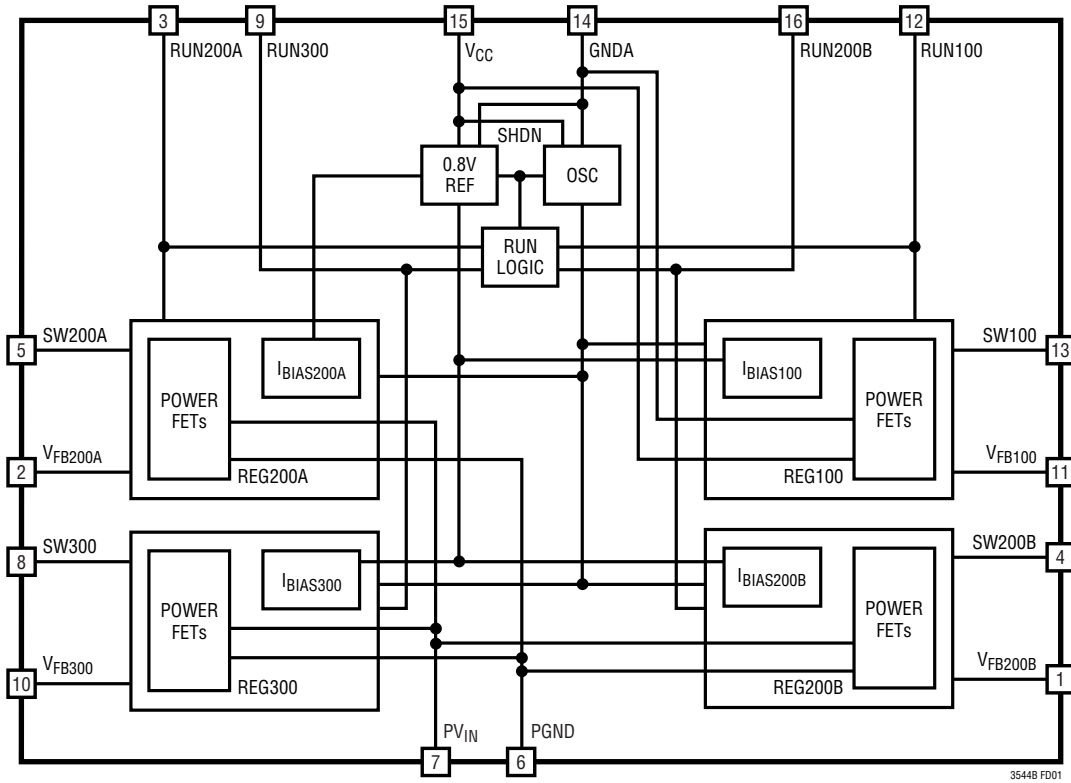 3
9
15
14
16
12
RUN200A
RUN300
VCC
GNDA
RUN200B
RUN100
SHDN
0.8V
REF
OSC
RUN
LOGIC
5
SW200A
POWER
FETs
IBIAS200A
2
VFB200A
REG200A
IBIAS100
POWER
FETs
SW100
13
REG100
VFB100
11
8
SW300
POWER
FETs
IBIAS300
10
VFB300
REG300
IBIAS200B
POWER
FETs
SW200B
4
REG200B
VFB200B
1
PVIN
PGND
7
6
3544B FD01